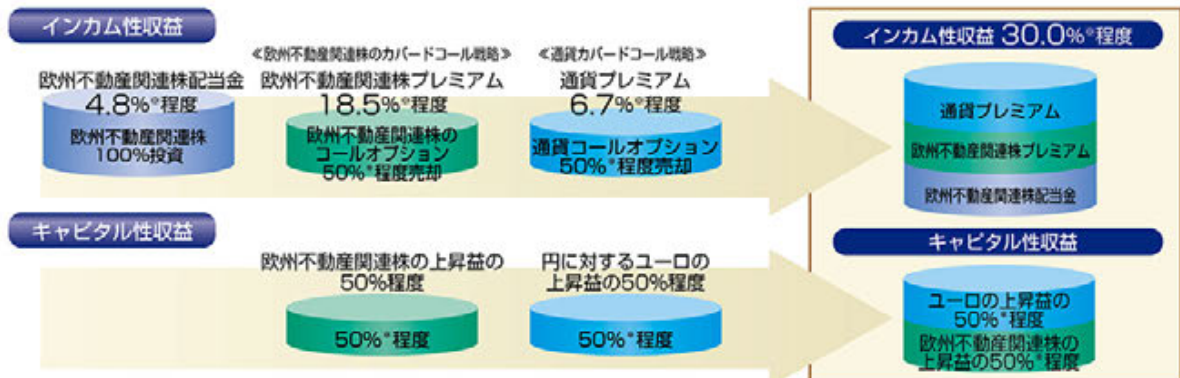 インカム性収益
欧州不動産関連株配当金
4.8%*程度
欧州不動産関連株
100%投資
≪欧州不動産関連株のカバードコール戦略≫
欧州不動産関連株プレミアム
18.5%*程度
欧州不動産関連株の
コールオプション
50%*程度売却
≪通貨カバードコール戦略≫
通貨プレミアム
6.7%*程度
通貨コールオプション
50%*程度売却
インカム性収益 30.0%*程度
通貨プレミアム
欧州不動産関連株プレミアム
欧州不動産関連株配当金
キャピタル性収益
欧州不動産関連株の上昇益の
50%程度
50%*程度
円に対するユーロの
上昇益の50%程度
50%*程度
キャピタル性収益
ユーロの上昇益の
50%*程度
欧州不動産関連株の
上昇益の50%*程度